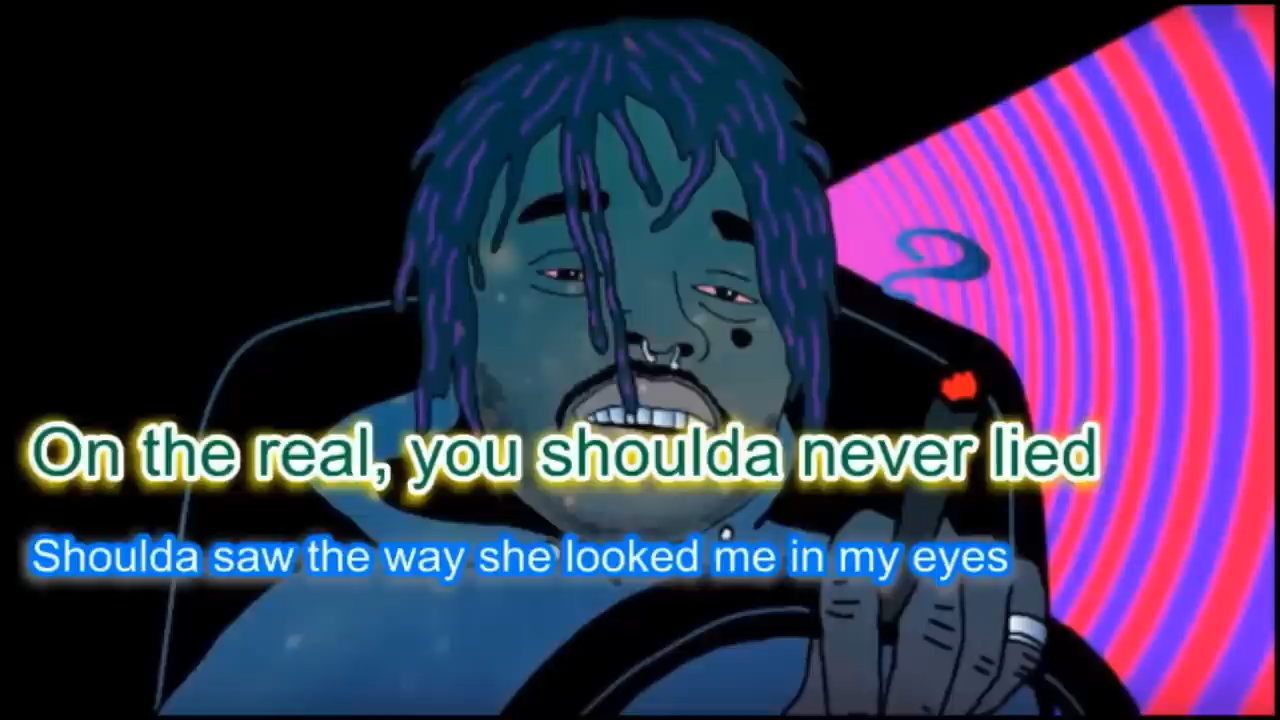 On the real, you shoulda never lied
Shoulda saw the way she looked me in my eyes